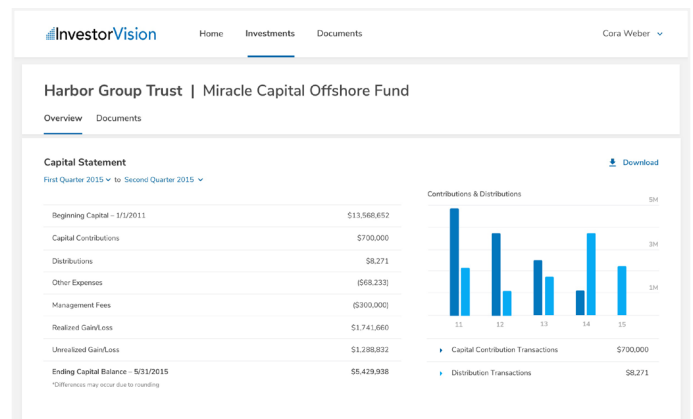 InvestorVision Home Investments Documents Cora Weber
Harbor Group Trust | Miracle Capital Offshore Fund
Overview Documents
Capital Statement
Download
First Quarter 2015 to Second Quarter 2015
Beginning Capital – 1/1/2011 $13,568,652
Capital Contributions $700,000
Distributions $8,271
Other Expenses ($68,233)
Management Fees ($300,000)
Realized Gain/Loss $1,741,660
Unrealized Gain/Loss $1,288,832
Ending Capital Balance – 5/31/2015 $5,429,938
*Differences may occur due to rounding
Contributions & Distributions
5M
3M
1M
11 12 13 14 15
Capital Contribution Transactions $700,000
Distribution Transactions $8,271